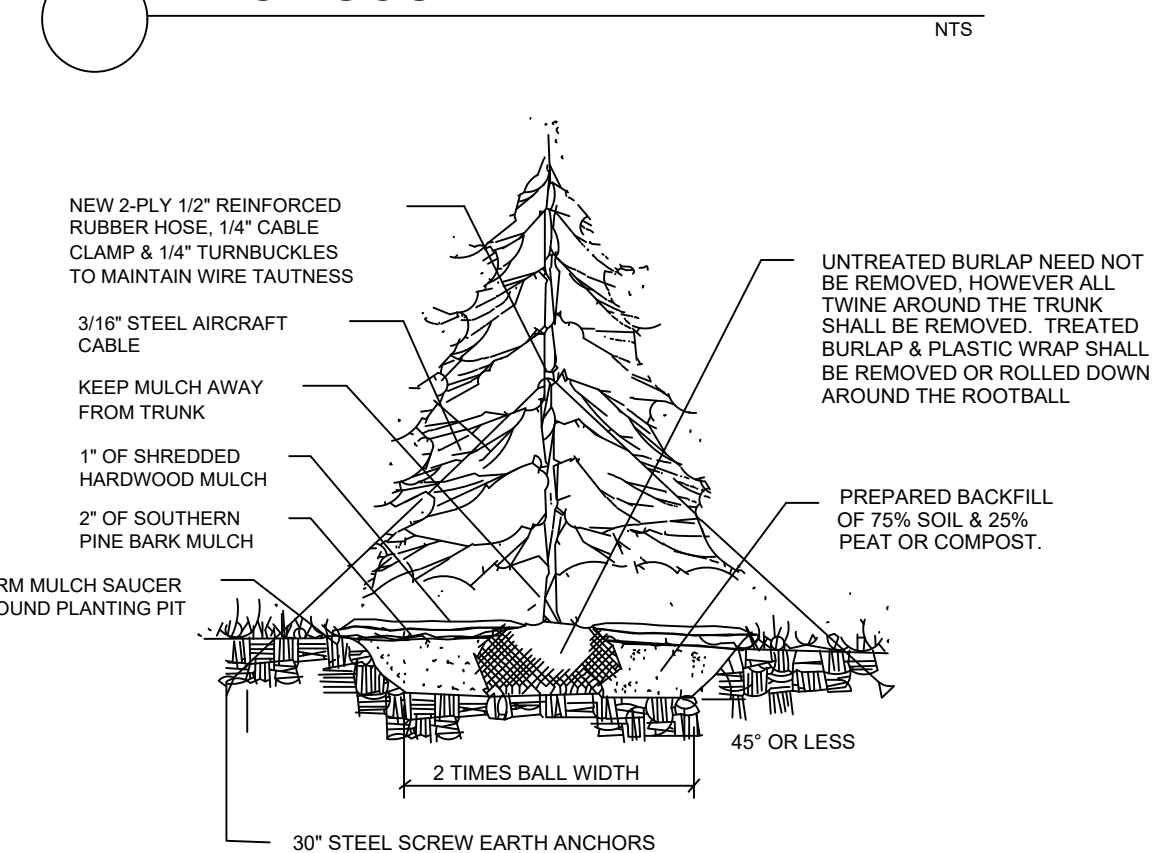 NTS
NEW 2-PLY 1/2" REINFORCED
RUBBER HOSE, 1/4" CABLE
CLAMP & 1/4" TURNBUCKLES
TO MAINTAIN WIRE TAUTNESS
3/16" STEEL AIRCRAFT
CABLE
KEEP MULCH AWAY
FROM TRUNK
1" OF SHREDDED
HARDWOOD MULCH
2" OF SOUTHERN
PINE BARK MULCH
MULCH SAUCER
PLANTING PIT
UNTREATED BURLAP NEED NOT
BE REMOVED, HOWEVER ALL
TWINE AROUND THE TRUNK
SHALL BE REMOVED. TREATED
BURLAP & PLASTIC WRAP SHALL
BE REMOVED OR ROLLED DOWN
AROUND THE ROOTBALL
PREPARED BACKFILL
OF 75% SOIL & 25%
PEAT OR COMPOST.
45° OR LESS
2 TIMES BALL WIDTH
30" STEEL SCREW EARTH ANCHORS